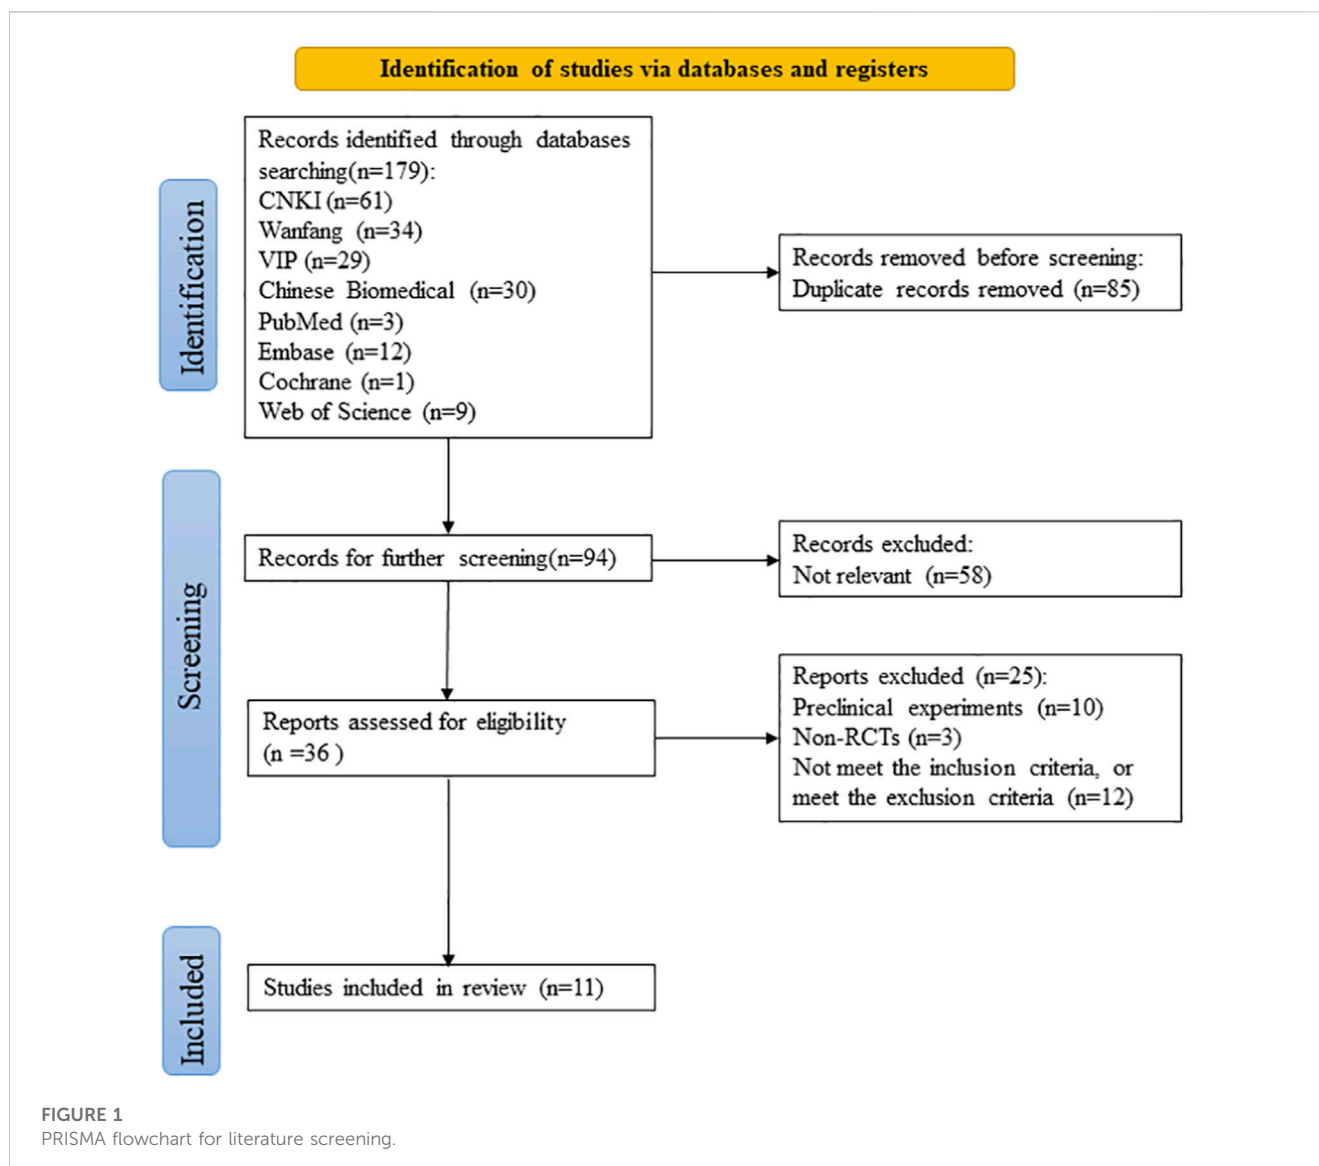 Identification of studies via databases and registers
Identification
Records identified through databases
searching(n=179):
CNKI (n=61)
Wanfang (n=34)
VIP (n=29)
Chinese Biomedical (n=30)
PubMed (n=3)
Embase (n=12)
Cochrane (n=1)
Web of Science (n=9)
Records removed before screening:
Duplicate records removed (n=85)
Screening
Records for further screening(n=94)
Records excluded:
Not relevant (n=58)
Reports assessed for eligibility
(n =36 )
Reports excluded (n=25):
Preclinical experiments (n=10)
Non-RCTs (n=3)
Not meet the inclusion criteria, or
meet the exclusion criteria (n=12)
Included
Studies included in review (n=11)
FIGURE 1
PRISMA flowchart for literature screening.